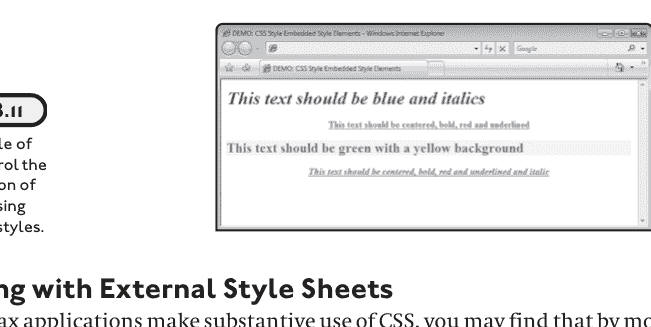 DEMO: CSS Style Embedded Style Elements - Windows Internet Explorer
Google
DEMO: CSS Style Embedded Style Elements
This text should be blue and italics
This text should be centered, bold, red and underlined
This text should be green with a yellow background
This text should be centered, bold, red and underlined and italic
3.11
le of
rol the
on of
sing
styles.
ng with External Style Sheets
ax applications make substantive use of CSS, you may find that by mo